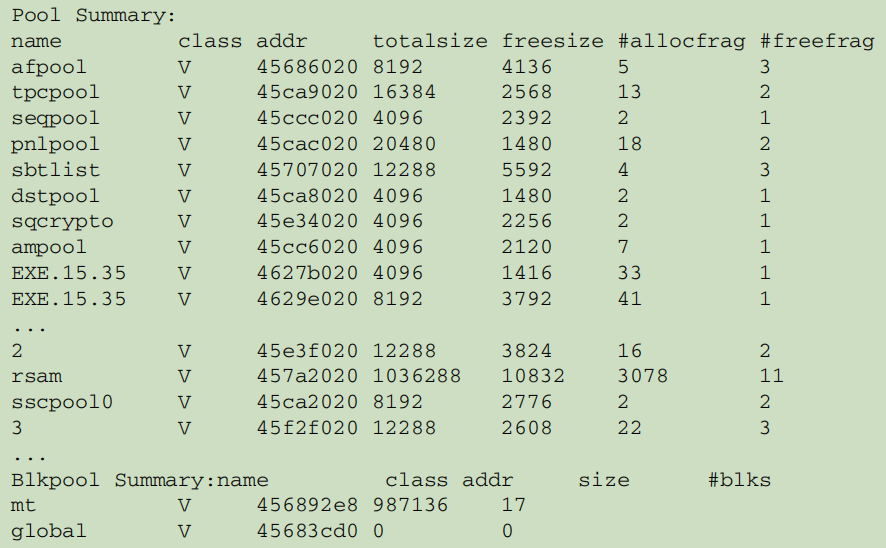 Pool Summary:
name class addr totalsize freesize #allocfrag #freefrag
afpool V 45686020 8192 4136 5 3
tpcpool V 45ca9020 16384 2568 13 2
seqpool V 45ccc020 4096 2392 2 1
pnlpool V 45cac020 20480 1480 18 2
sbtlist V 45707020 12288 5592 4 3
dstpool V 45ca8020 4096 1480 2 1
sqcrypto V 45e34020 4096 2256 2 1
ampool V 45cc6020 4096 2120 7 1
EXE.15.35 V 4627b020 4096 1416 33 1
EXE.15.35 V 4629e020 8192 3792 41 1
...
2 V 45e3f020 12288 3824 16 2
rsam V 457a2020 1036288 10832 3078 11
sscpool0 V 45ca2020 8192 2776 2 2
3 V 45f2f020 12288 2608 22 3
...
Blkpool Summary:name class addr size #blks
mt V 456892e8 987136 17
global V 45683cd0 0 0